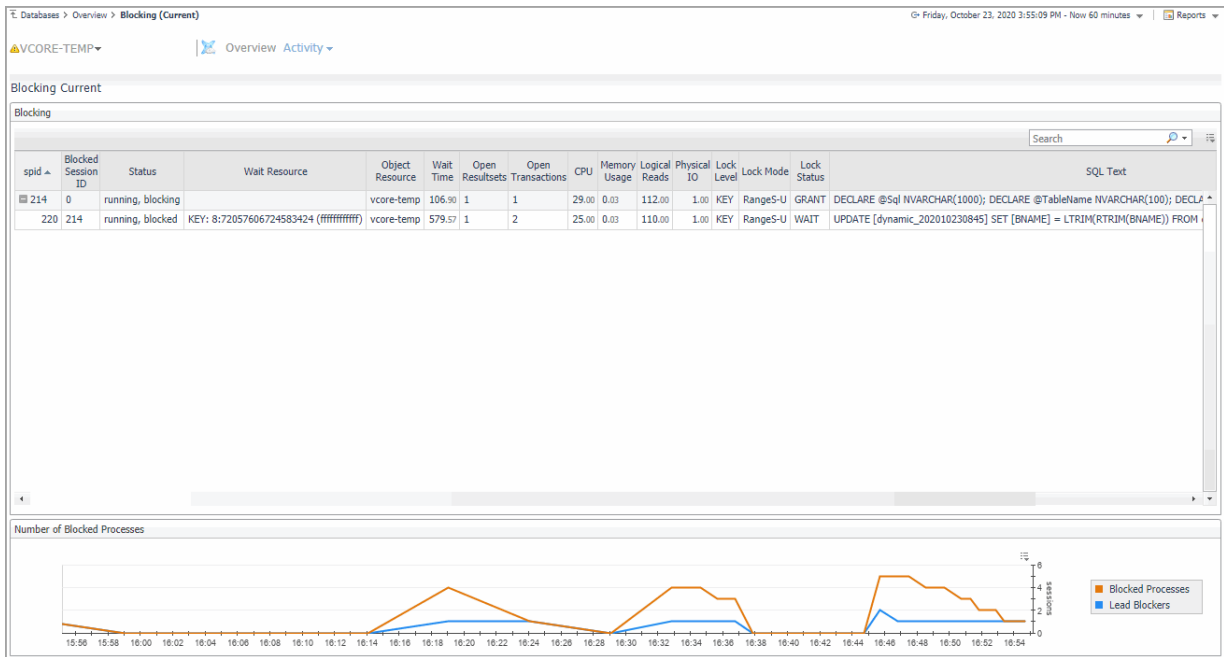 Databases > Overview > Blocking (Current)
Friday, October 23, 2020 3:55:09 PM - Now 60 minutes
Reports
VCORE-TEMP
Overview Activity
Blocking Current
Blocking
Search
spid Blocked Session ID Status Wait Resource Object Resource Wait Time Open Resultsets Open Transactions CPU Memory Usage Logical Reads Physical IO Lock Level Lock Mode Lock Status SQL Text
214 0 running, blocking vcore-temp 106.90 1 1 29.00 0.03 112.00 1.00 KEY RangeS-U GRANT DECLARE @Sql NVARCHAR(1000); DECLARE @TableName NVARCHAR(100); DECLA
220 214 running, blocked KEY: 8:72057606724583424 (ffffffffffff) vcore-temp 579.57 1 2 25.00 0.03 110.00 1.00 KEY RangeS-U WAIT UPDATE [dynamic_202010230845] SET [BNAME] = LTRIM(RTRIM(BNAME)) FROM
Number of Blocked Processes
6
4
2
0
sessions
Blocked Processes
Lead Blockers
15:56 15:58 16:00 16:02 16:04 16:06 16:08 16:10 16:12 16:14 16:16 16:18 16:20 16:22 16:24 16:26 16:28 16:30 16:32 16:34 16:36 16:38 16:40 16:42 16:44 16:46 16:48 16:50 16:52 16:54